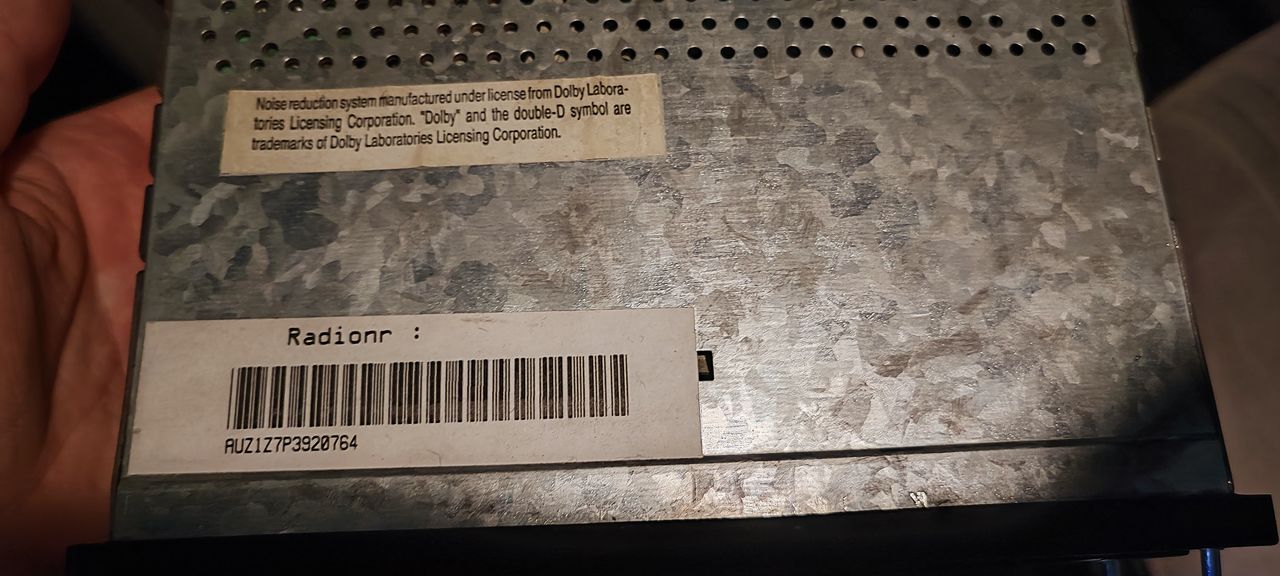 Noise reduction system manufactured under license from Dolby Labora-
tories Licensing Corporation. "Dolby" and the double-D symbol are
trademarks of Dolby Laboratories Licensing Corporation.
Radionr :
AUZ1Z7P3920764